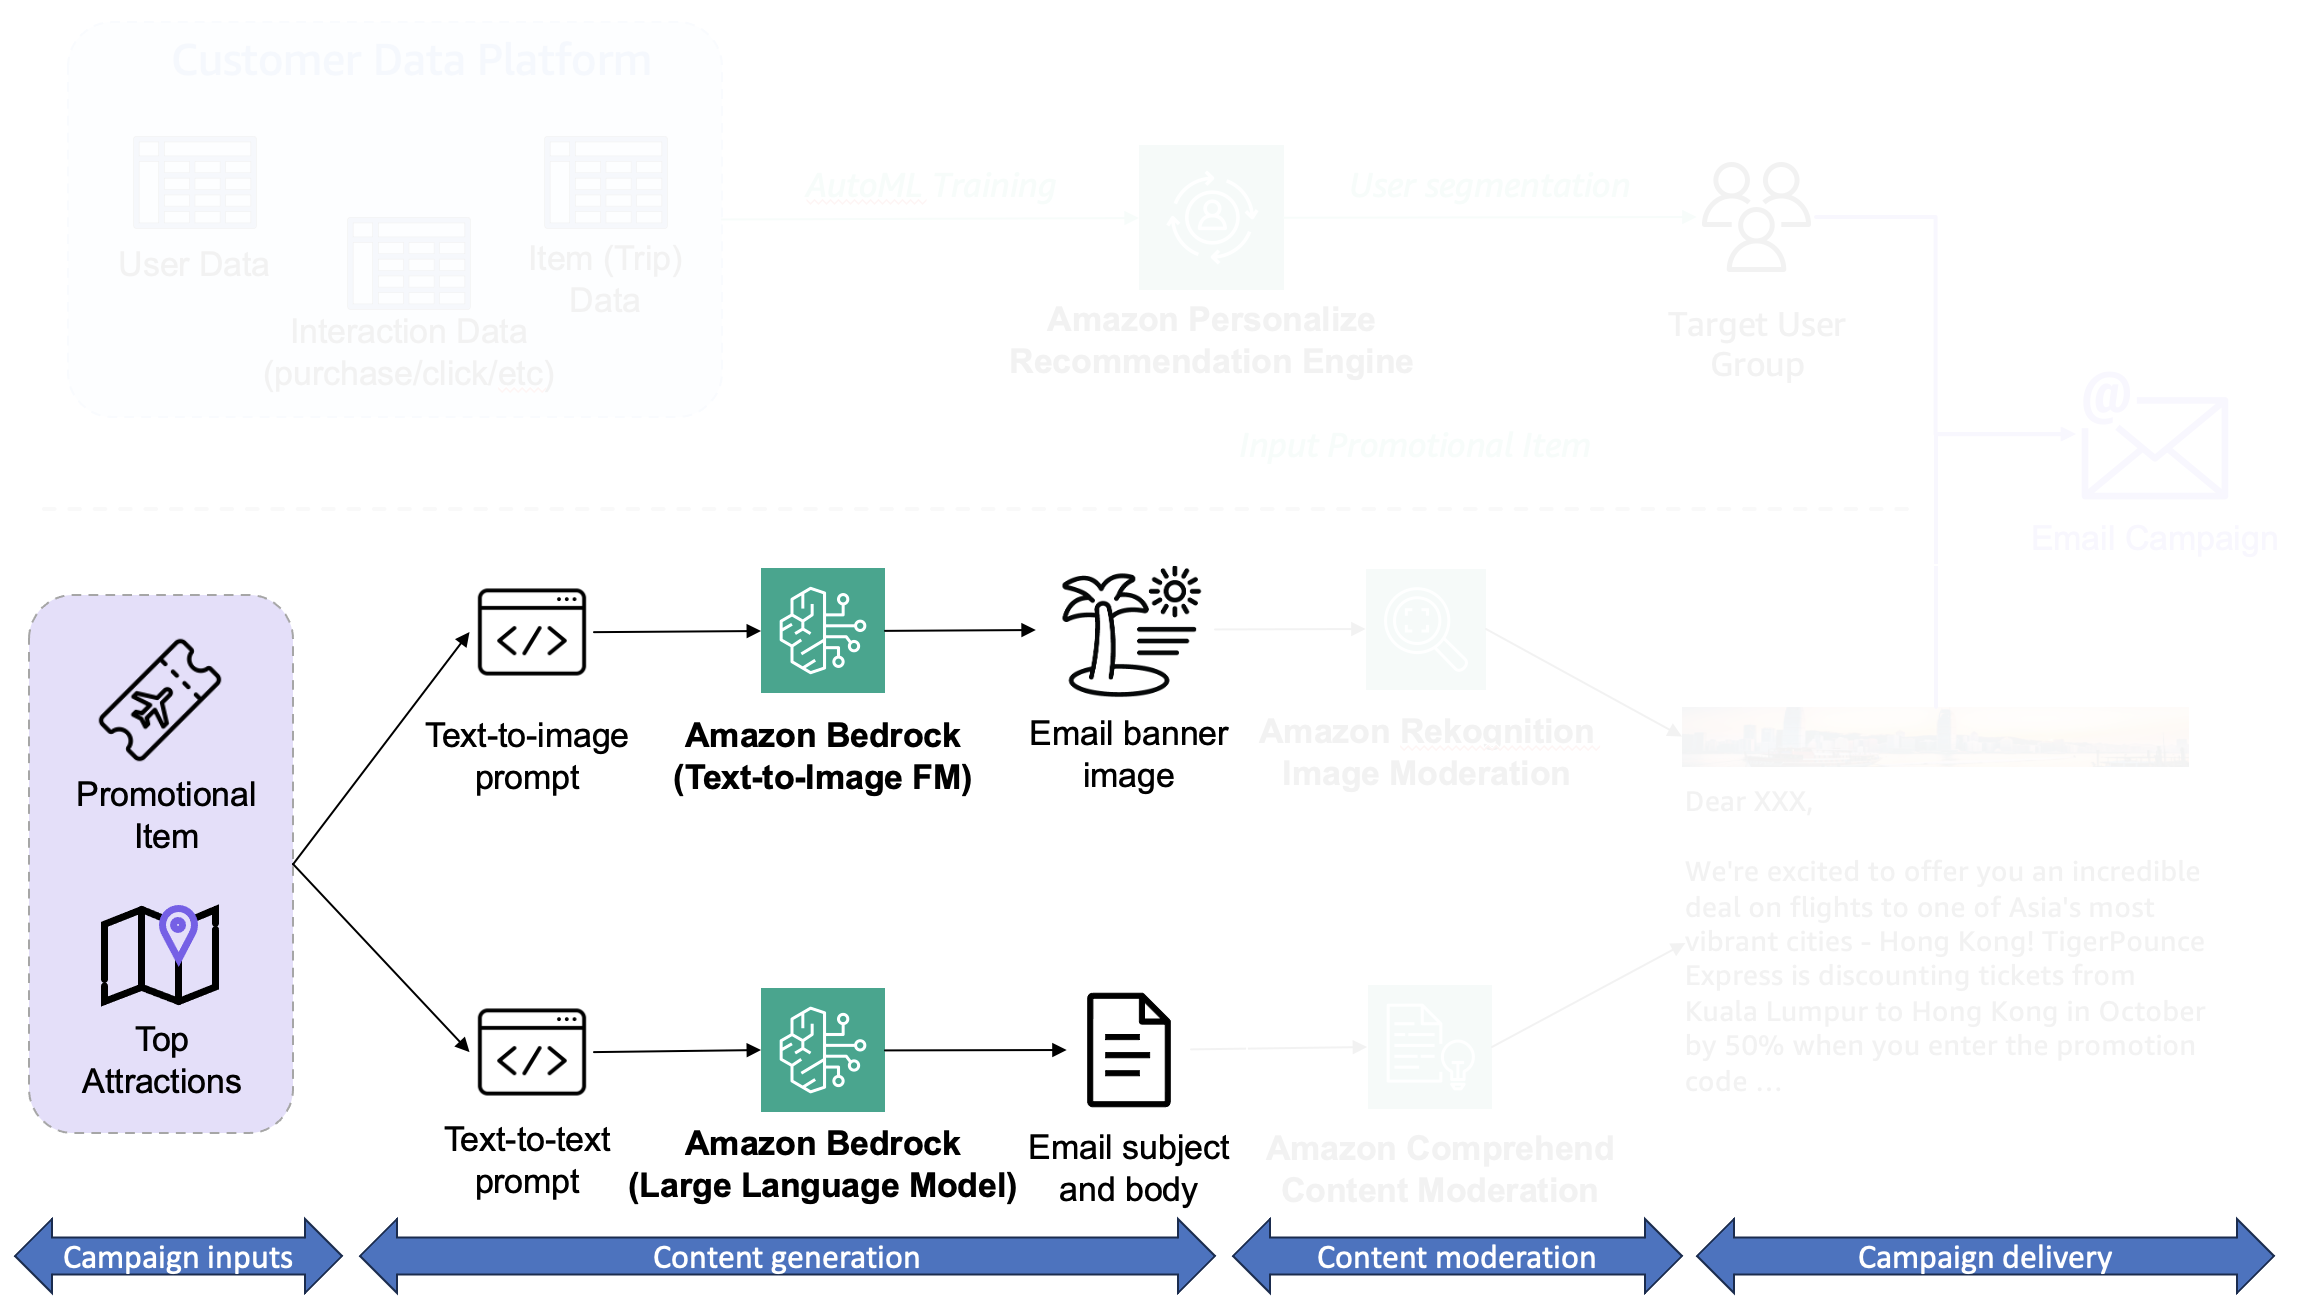 Customer Data Platform
User Data
Interaction Data
(purchase/click/etc)
Item (Trip)
Data
AutoML Training
Amazon Personalize
Recommendation Engine
User segmentation
Target User
Group
Input Promotional Item
@
Email Campaign
Promotional
Item
Top
Attractions
</>
Text-to-image
prompt
Amazon Bedrock
(Text-to-Image FM)
Email banner
image
Amazon Rekognition
Image Moderation
</>
Text-to-text
prompt
Amazon Bedrock
(Large Language Model)
Email subject
and body
Amazon Comprehend
Content Moderation
Dear XXX,
We're excited to offer you an incredible
deal on flights to one of Asia's most
vibrant cities - Hong Kong! TigerPounce
Express is discounting tickets from
Kuala Lumpur to Hong Kong in October
by 50% when you enter the promotion
code ...
Campaign inputs
Content generation
Content moderation
Campaign delivery